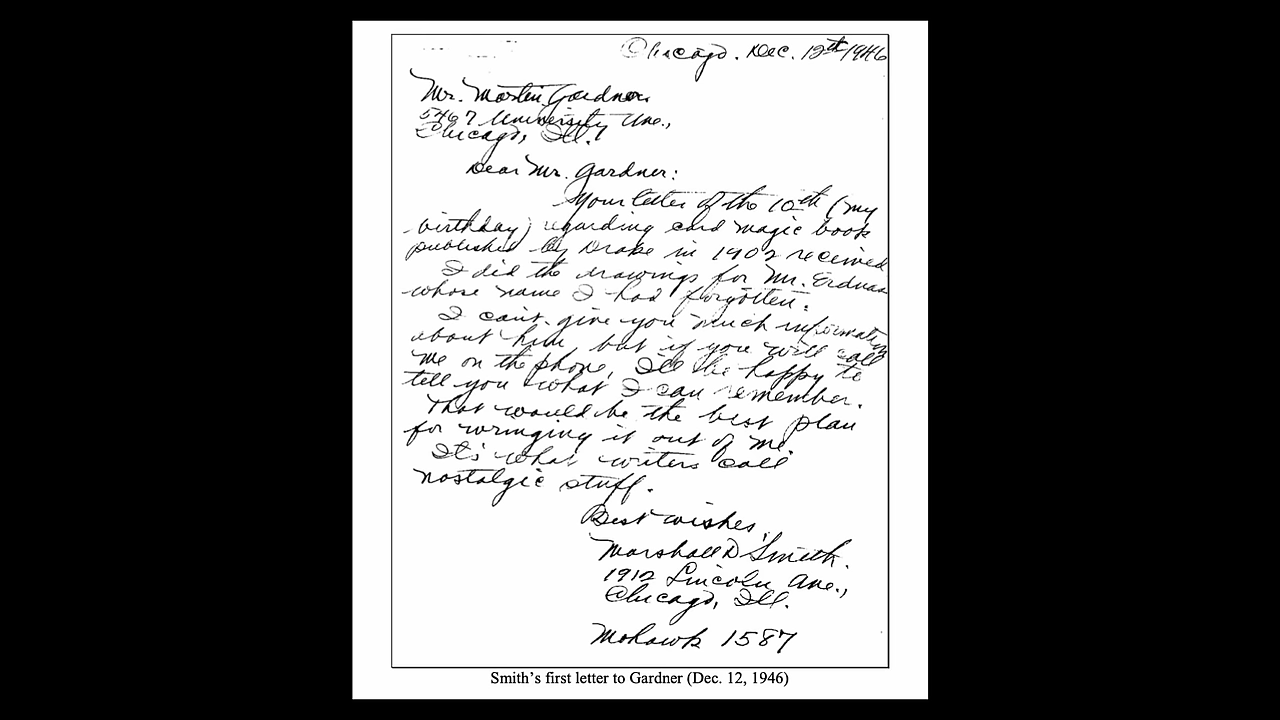 Chicago. Dec. 12th 1946
Mr. Martin Gardner
5467 University Ave.,
Chicago, Ill.
Dear Mr. Gardner:
Your letter of the 10th (my
birthday) regarding card magic book
published by Drake in 1902 received
I did the drawings for Mr. Erdnase
whose name I had forgotten.
I can't give you much information
about him, but if you will call
me on the phone, I'll be happy to
tell you what I can remember.
That would be the best plan
for wringing it out of me.
It's what writers call
nostalgic stuff.
Best wishes,
Marshall D Smith.
1912 Lincoln Ave.,
Chicago, Ill.
Mohawk 1587
Smith's first letter to Gardner (Dec. 12, 1946)